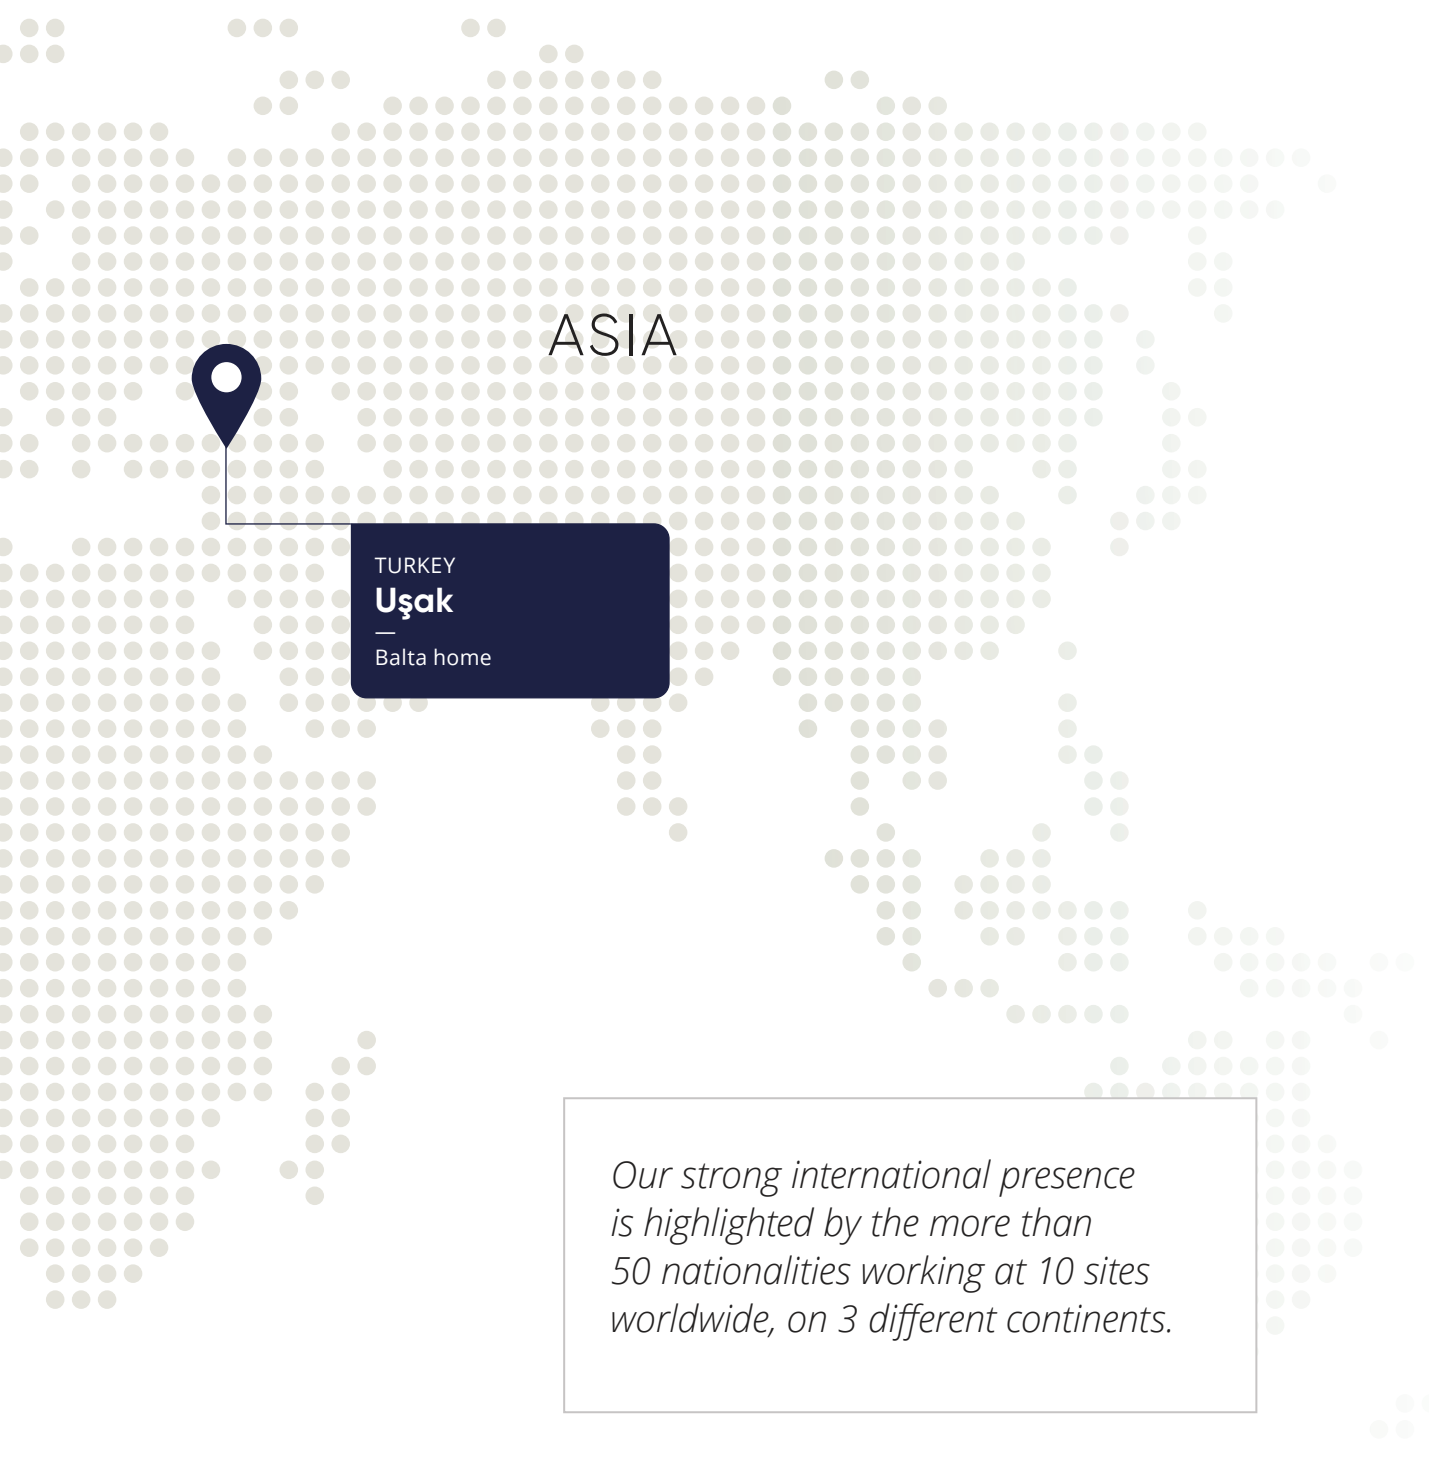 ASIA
TURKEY
Uşak
—
Balta home
Our strong international presence
is highlighted by the more than
50 nationalities working at 10 sites
worldwide, on 3 different continents.